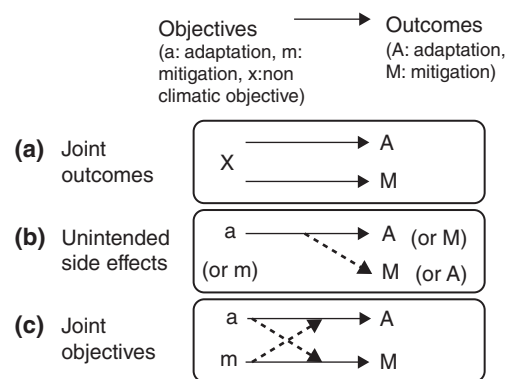 Objectives
(a: adaptation, m:
mitigation, x:non
climatic objective)
Outcomes
(A: adaptation,
M: mitigation)
(a) Joint
outcomes
X
A
M
(b) Unintended
side effects
a
(or m)
A (or M)
M (or A)
(c) Joint
objectives
a
m
A
M